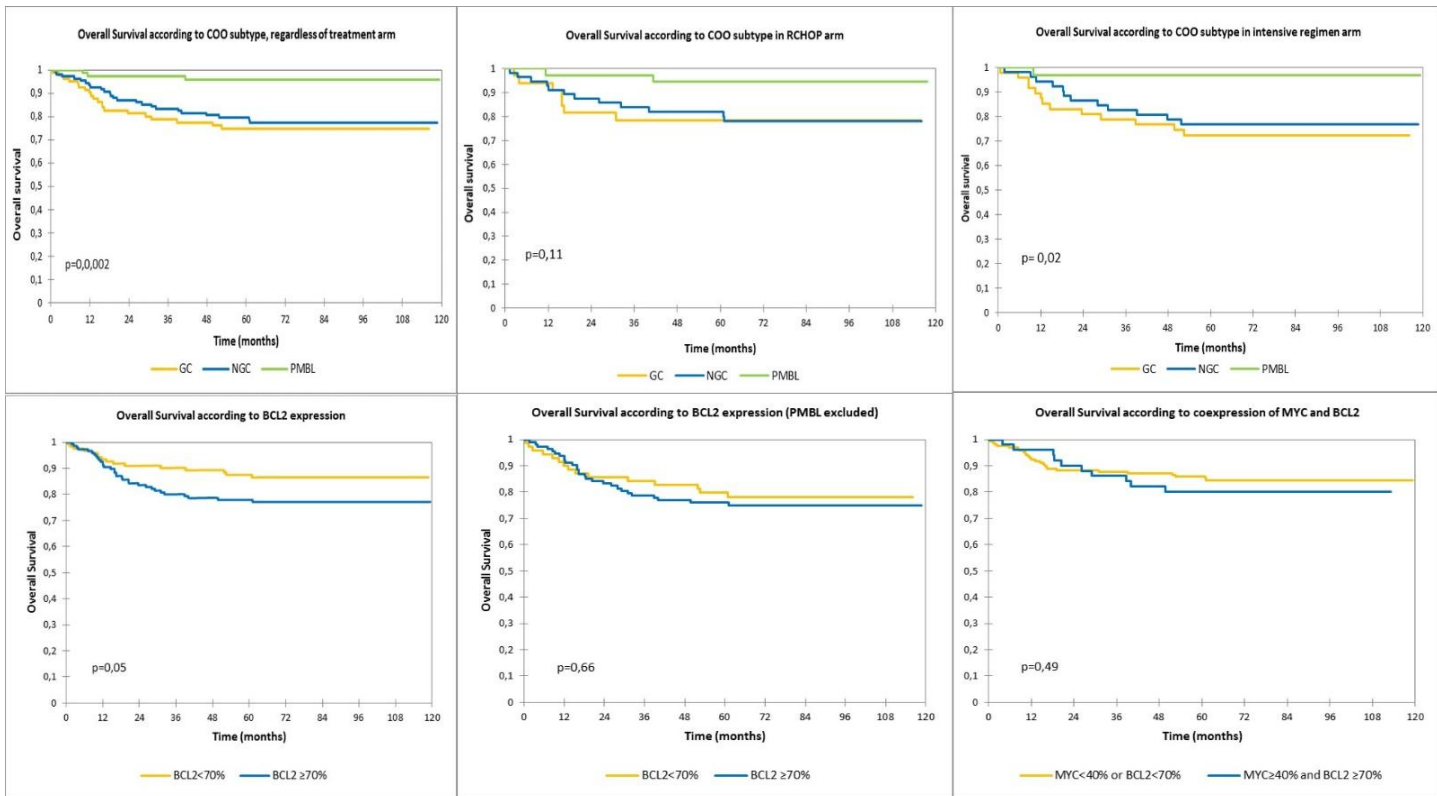 Overall Survival according to COO subtype, regardless of treatment arm
Overall survival
1
0,9
0,8
0,7
0,6
0,5
0,4
0,3
0,2
0,1
0
p=0,0,002
0 12 24 36 48 60 72 84 96 108 120
Time (months)
GC NGC PMBL
Overall Survival according to COO subtype in RCHOP arm
Overall survival
1
0,9
0,8
0,7
0,6
0,5
0,4
0,3
0,2
0,1
0
p=0,11
0 12 24 36 48 60 72 84 96 108 120
Time (months)
GC NGC PMBL
Overall Survival according to COO subtype in intensive regimen arm
Overall survival
1
0,9
0,8
0,7
0,6
0,5
0,4
0,3
0,2
0,1
0
p= 0,02
0 12 24 36 48 60 72 84 96 108 120
Time (months)
GC NGC PMBL
Overall Survival according to BCL2 expression
Overall Survival
1
0,9
0,8
0,7
0,6
0,5
0,4
0,3
0,2
0,1
0
p=0,05
0 12 24 36 48 60 72 84 96 108 120
Time (months)
BCL2<70% BCL2 ≥70%
Overall Survival according to BCL2 expression (PMBL excluded)
Overall Survival
1
0,9
0,8
0,7
0,6
0,5
0,4
0,3
0,2
0,1
0
p=0,66
0 12 24 36 48 60 72 84 96 108 120
Time (months)
BCL2<70% BCL2 ≥70%
Overall Survival according to coexpression of MYC and BCL2
Overall Survival
1
0,9
0,8
0,7
0,6
0,5
0,4
0,3
0,2
0,1
0
p=0,49
0 12 24 36 48 60 72 84 96 108 120
Time (months)
MYC<40% or BCL2<70% MYC≥40% and BCL2 ≥70%